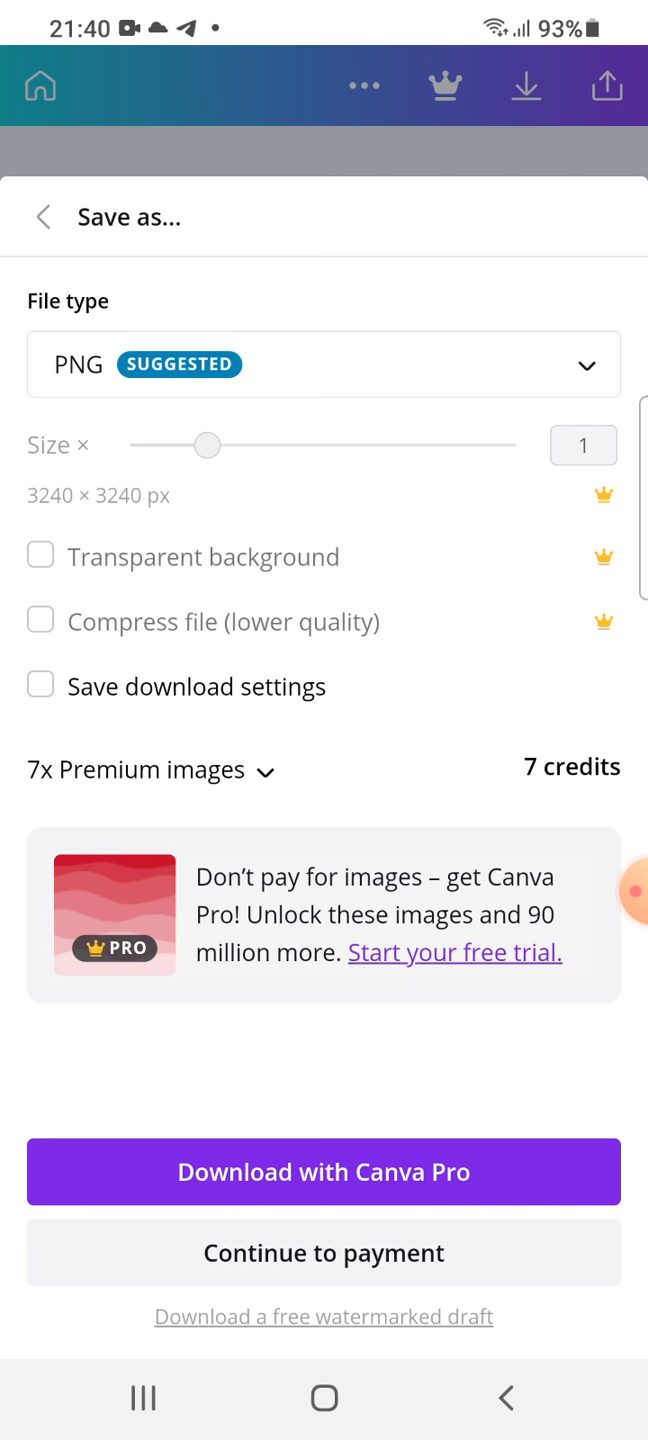 21:40
93%
Save as...
File type
PNG SUGGESTED
Size × 1
3240 × 3240 px
Transparent background
Compress file (lower quality)
Save download settings
7x Premium images 7 credits
Don’t pay for images – get Canva
Pro! Unlock these images and 90
million more. Start your free trial.
PRO
Download with Canva Pro
Continue to payment
Download a free watermarked draft